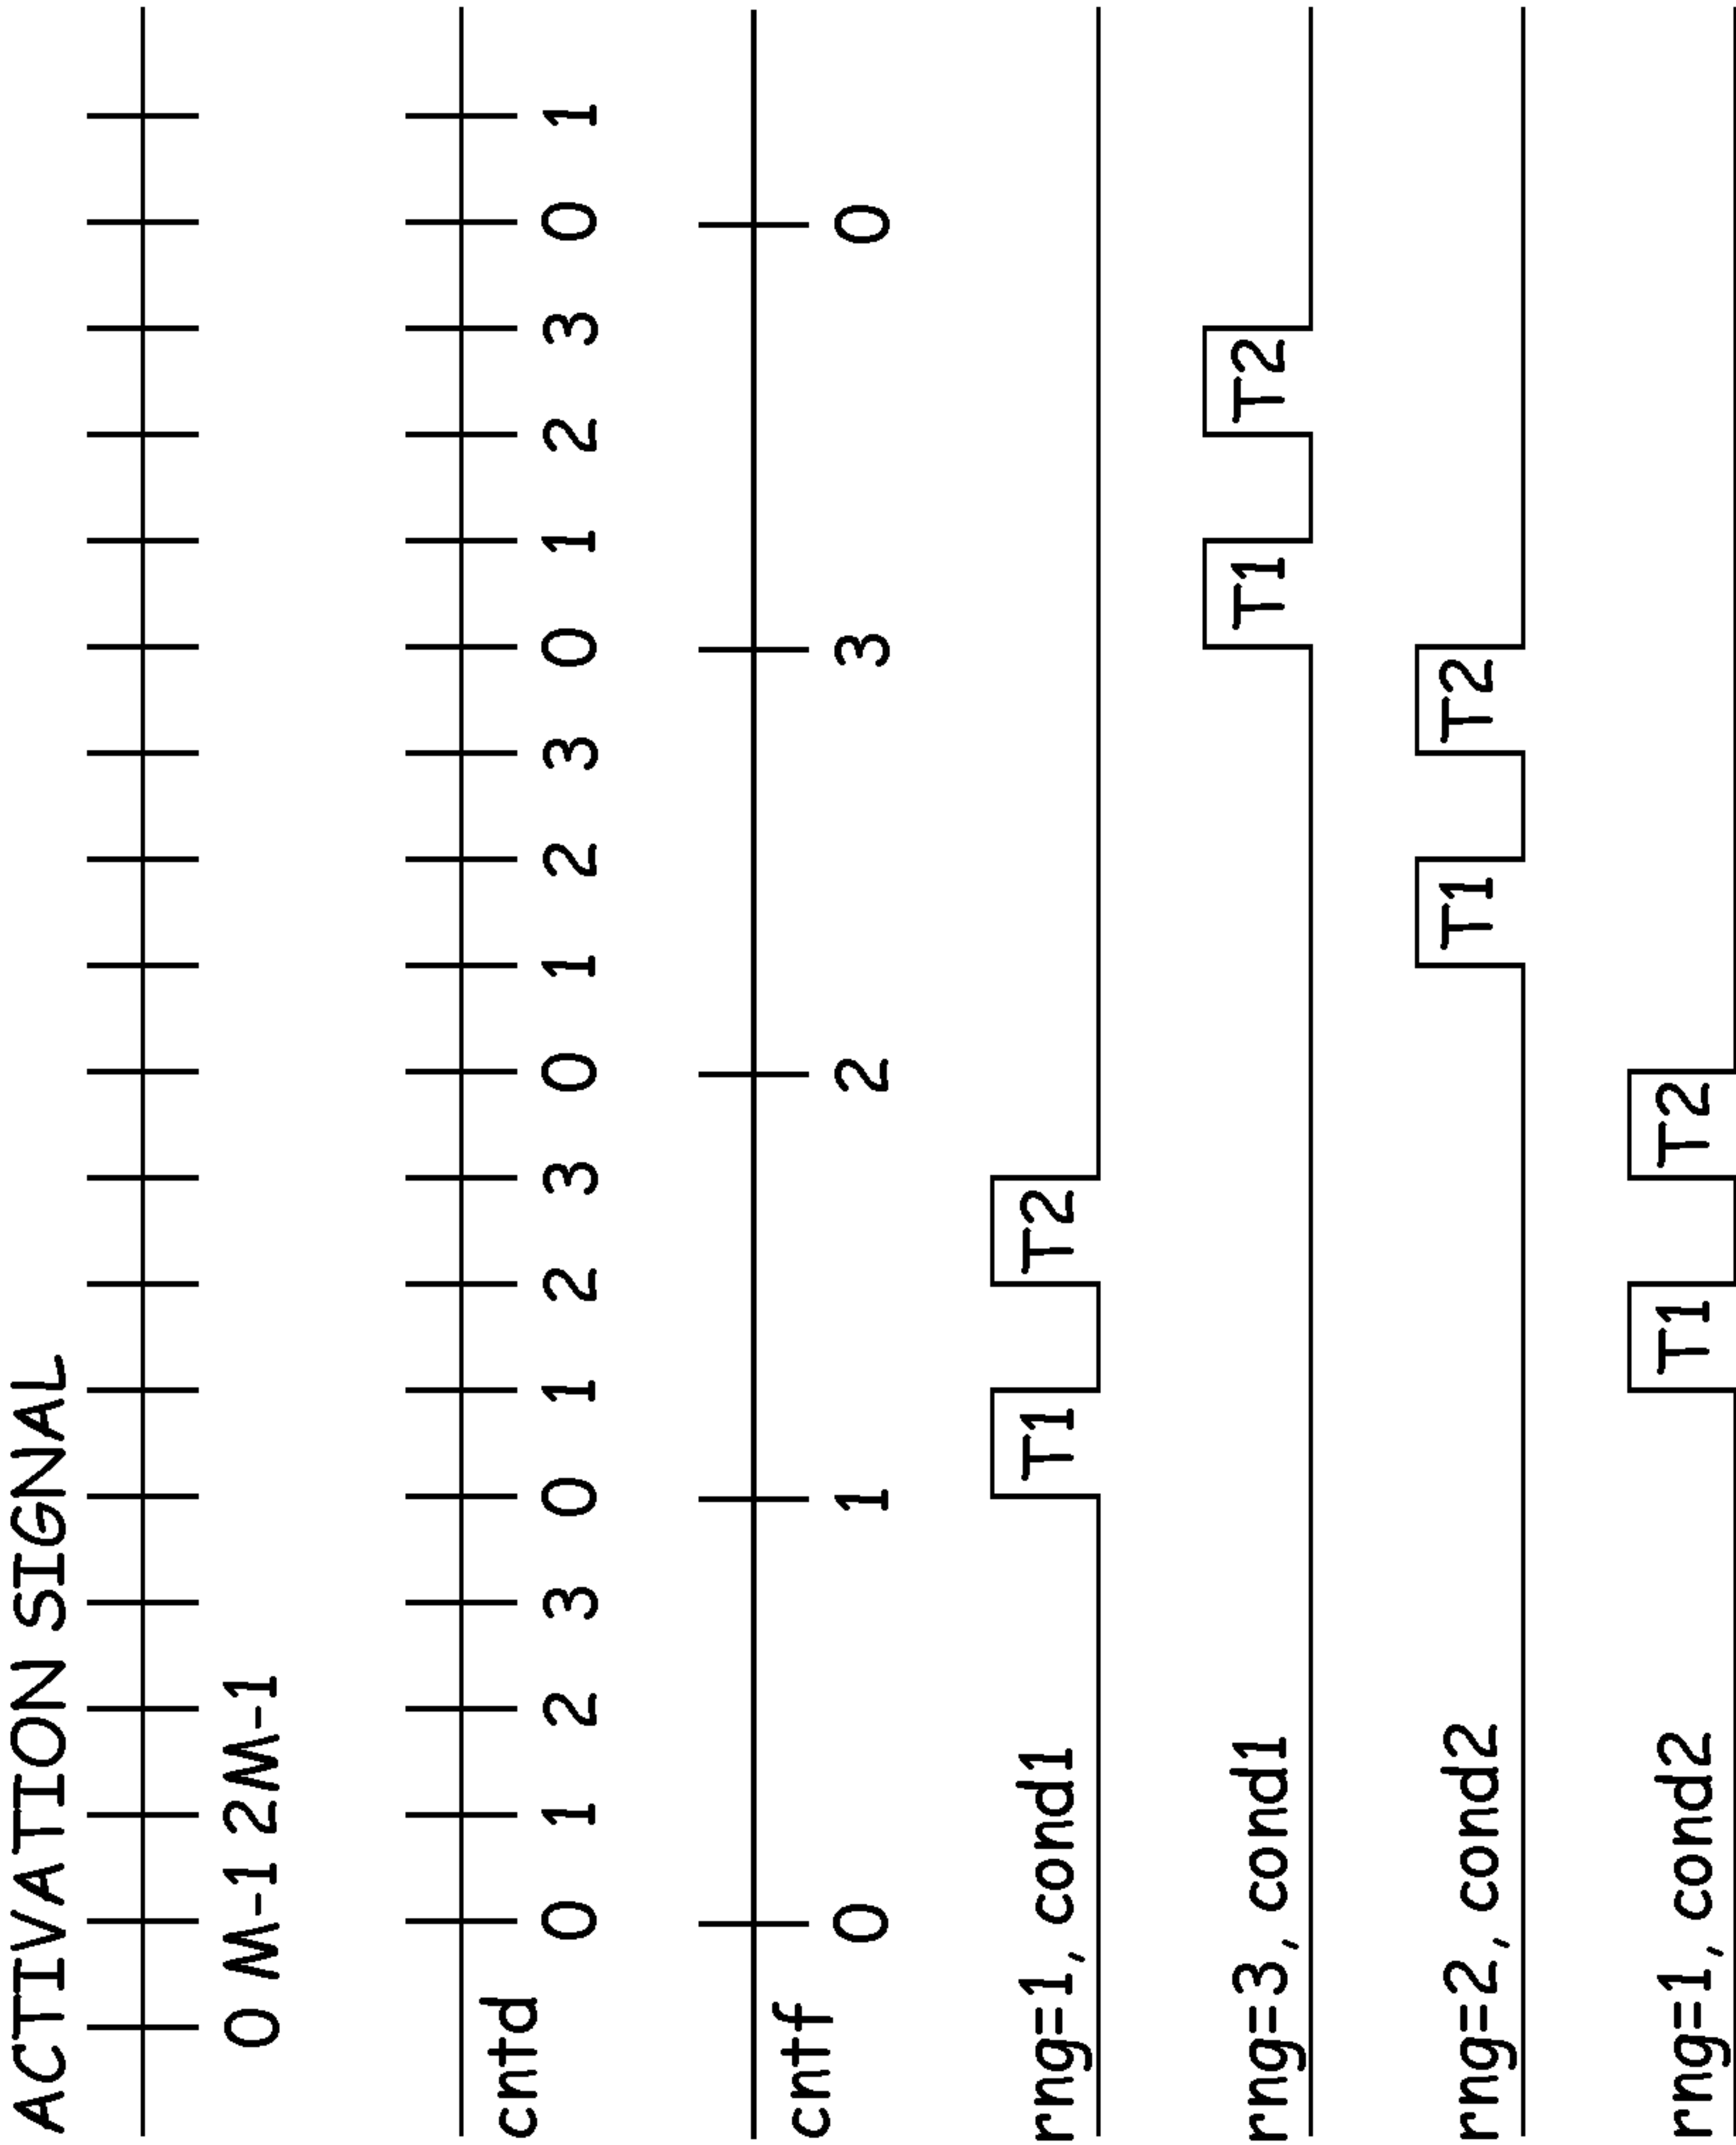 ACTIVATION SIGNAL
0 M-1 2M-1
cntd 0 1 2 3 0 1 2 3 0 1 2 3 0 1 2 3 0 1
cntf 0 1 2 3 0
rng=1, cond1 T1 T2
rng=3, cond1 T1 T2
rng=2, cond2 T1 T2
rng=1, cond2 T1 T2